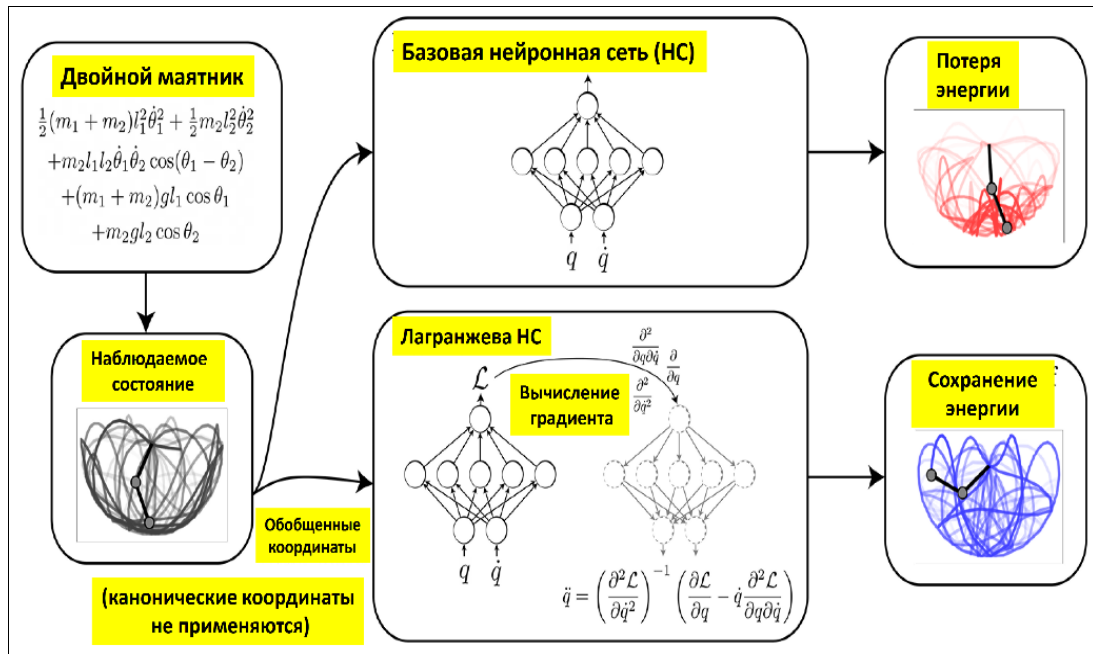 Двойной маятник
½(m₁ + m₂)l₁²θ̇₁² + ½m₂l₂²θ̇₂²
+m₂l₁l₂θ̇₁θ̇₂ cos(θ₁ − θ₂)
+(m₁ + m₂)gl₁ cos θ₁
+m₂gl₂ cos θ₂
Наблюдаемое
состояние
(канонические координаты
не применяются)
Обобщенные
координаты
Базовая нейронная сеть (НС)
q q̇
Потеря
энергии
Лагранжева НС
ℒ
Вычисление
градиента
∂²/∂q∂q̇ ∂/∂q
∂²/∂q̇²
q q̇
q̈ = (∂²ℒ/∂q̇²)⁻¹ (∂ℒ/∂q − q̇ ∂²ℒ/∂q∂q̇)
Сохранение
энергии